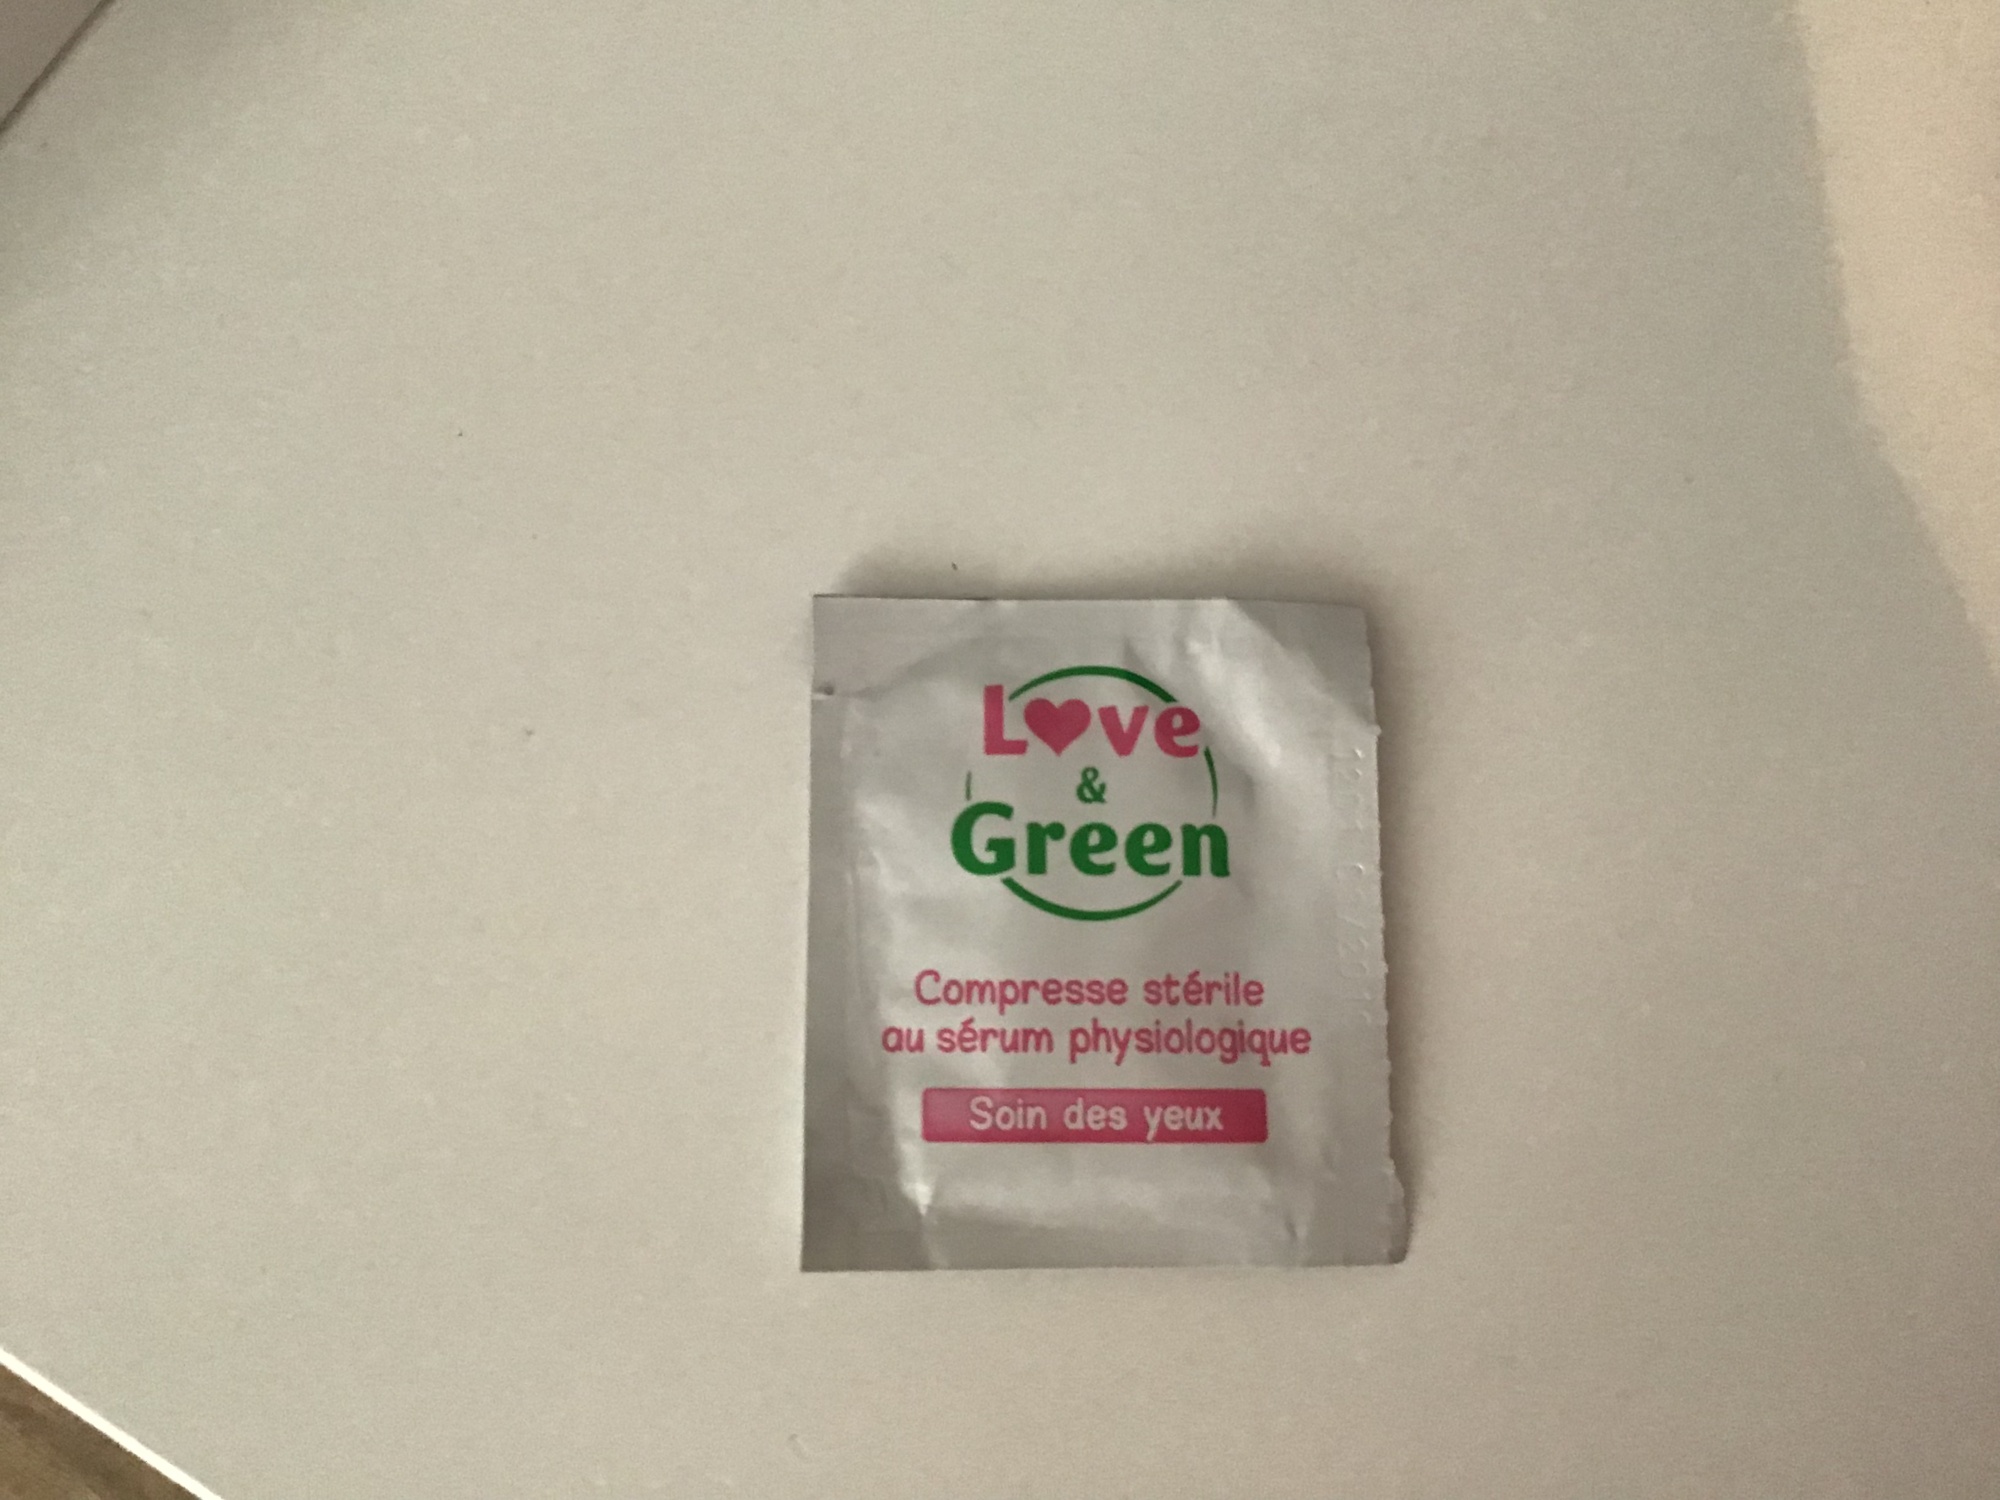 Love
&
Green
Compresse stérile
au sérum physiologique
Soin des yeux